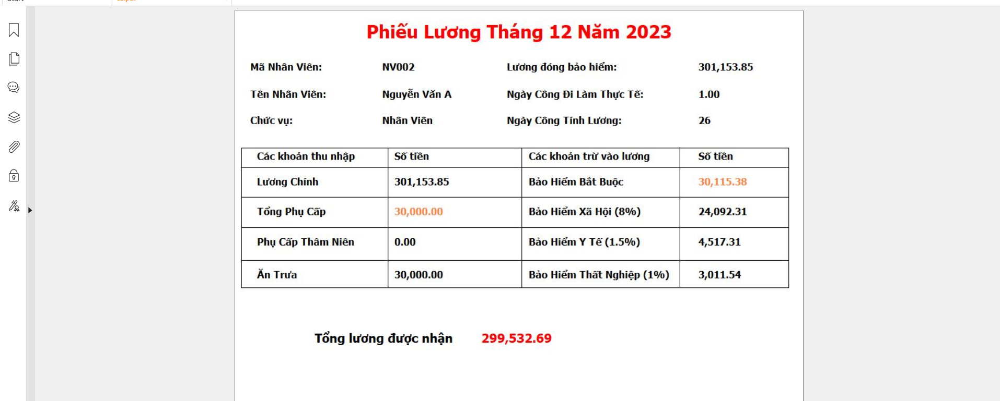 Phiếu Lương Tháng 12 Năm 2023
Mã Nhân Viên: NV002 Lương đóng bảo hiểm: 301,153.85
Tên Nhân Viên: Nguyễn Văn A Ngày Công Đi Làm Thực Tế: 1.00
Chức vụ: Nhân Viên Ngày Công Tính Lương: 26
Các khoản thu nhập Số tiền Các khoản trừ vào lương Số tiền
Lương Chính 301,153.85 Bảo Hiểm Bắt Buộc 30,115.38
Tổng Phụ Cấp 30,000.00 Bảo Hiểm Xã Hội (8%) 24,092.31
Phụ Cấp Thâm Niên 0.00 Bảo Hiểm Y Tế (1.5%) 4,517.31
Ăn Trưa 30,000.00 Bảo Hiểm Thất Nghiệp (1%) 3,011.54
Tổng lương được nhận 299,532.69